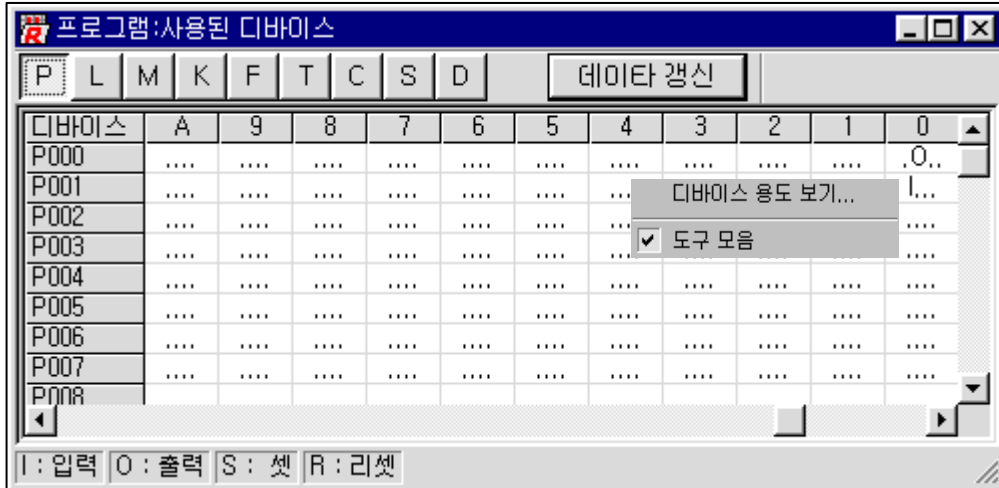 프로그램:사용된 디바이스
P L M K F T C S D 데이타 갱신
디바이스 A 9 8 7 6 5 4 3 2 1 0
P000 .... .... .... .... .... .... .... .... .... .... .O..
P001 .... .... .... .... .... .... .... I...
디바이스 용도 보기...
P002 .... .... .... .... .... .... ....
P003 .... .... .... .... .... .... ....
도구 모음
P004 .... .... .... .... .... .... .... .... .... .... ....
P005 .... .... .... .... .... .... .... .... .... .... ....
P006 .... .... .... .... .... .... .... .... .... .... ....
P007 .... .... .... .... .... .... .... .... .... .... ....
P008
I : 입력 O : 출력 S : 셋 R : 리셋